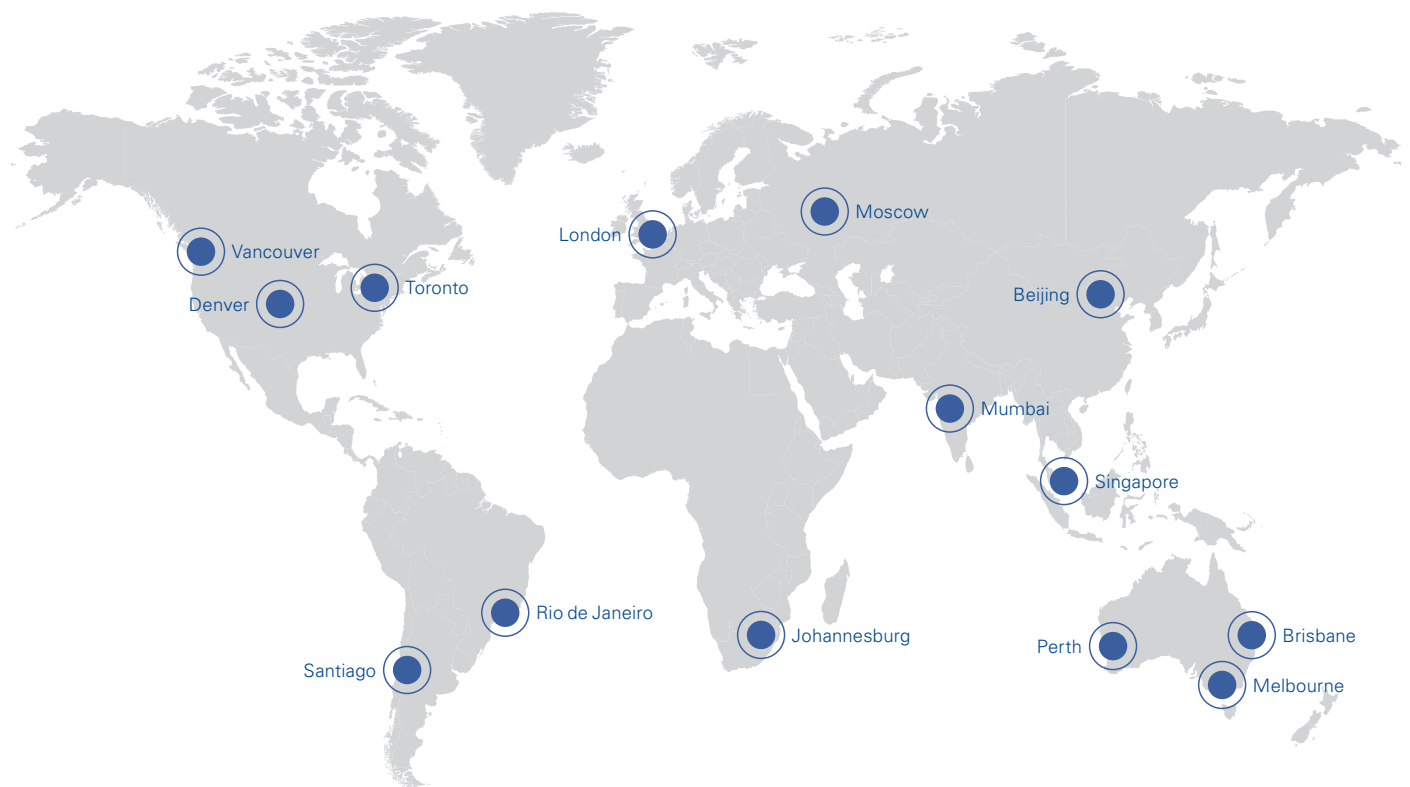 Moscow
London
Vancouver
Toronto
Beijing
Denver
Mumbai
Singapore
Rio de Janeiro
Johannesburg
Brisbane
Perth
Santiago
Melbourne